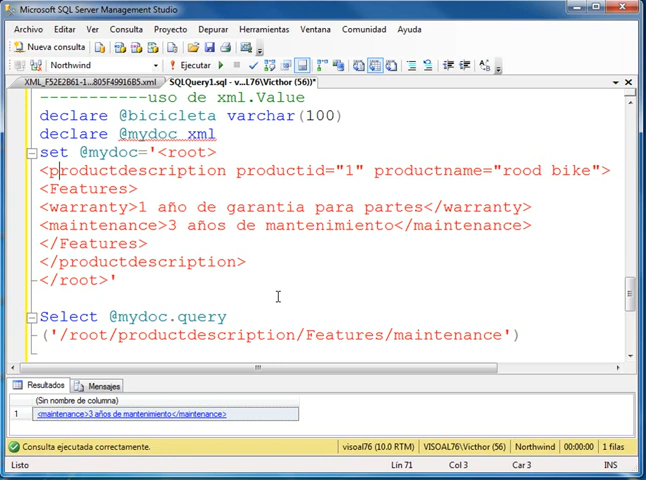 Microsoft SQL Server Management Studio
Archivo Editar Ver Consulta Proyecto Depurar Herramientas Ventana Comunidad Ayuda
Nueva consulta
Northwind Ejecutar
XML_F52E2B61-1...805F49916B5.xml SQLQuery1.sql - v...L76\Victhor (56)*
-----------uso de xml.Value
declare @bicicleta varchar(100)
declare @mydoc xml
set @mydoc='<root>
<productdescription productid="1" productname="rood bike">
<Features>
<warranty>1 año de garantia para partes</warranty>
<maintenance>3 años de mantenimiento</maintenance>
</Features>
</productdescription>
</root>'
Select @mydoc.query
('/root/productdescription/Features/maintenance')
Resultados Mensajes
(Sin nombre de columna)
1 <maintenance>3 años de mantenimiento</maintenance>
Consulta ejecutada correctamente. visoal76 (10.0 RTM) VISOAL76\Victhor (56) Northwind 00:00:00 1 filas
Listo Lín 71 Col 3 Car 3 INS